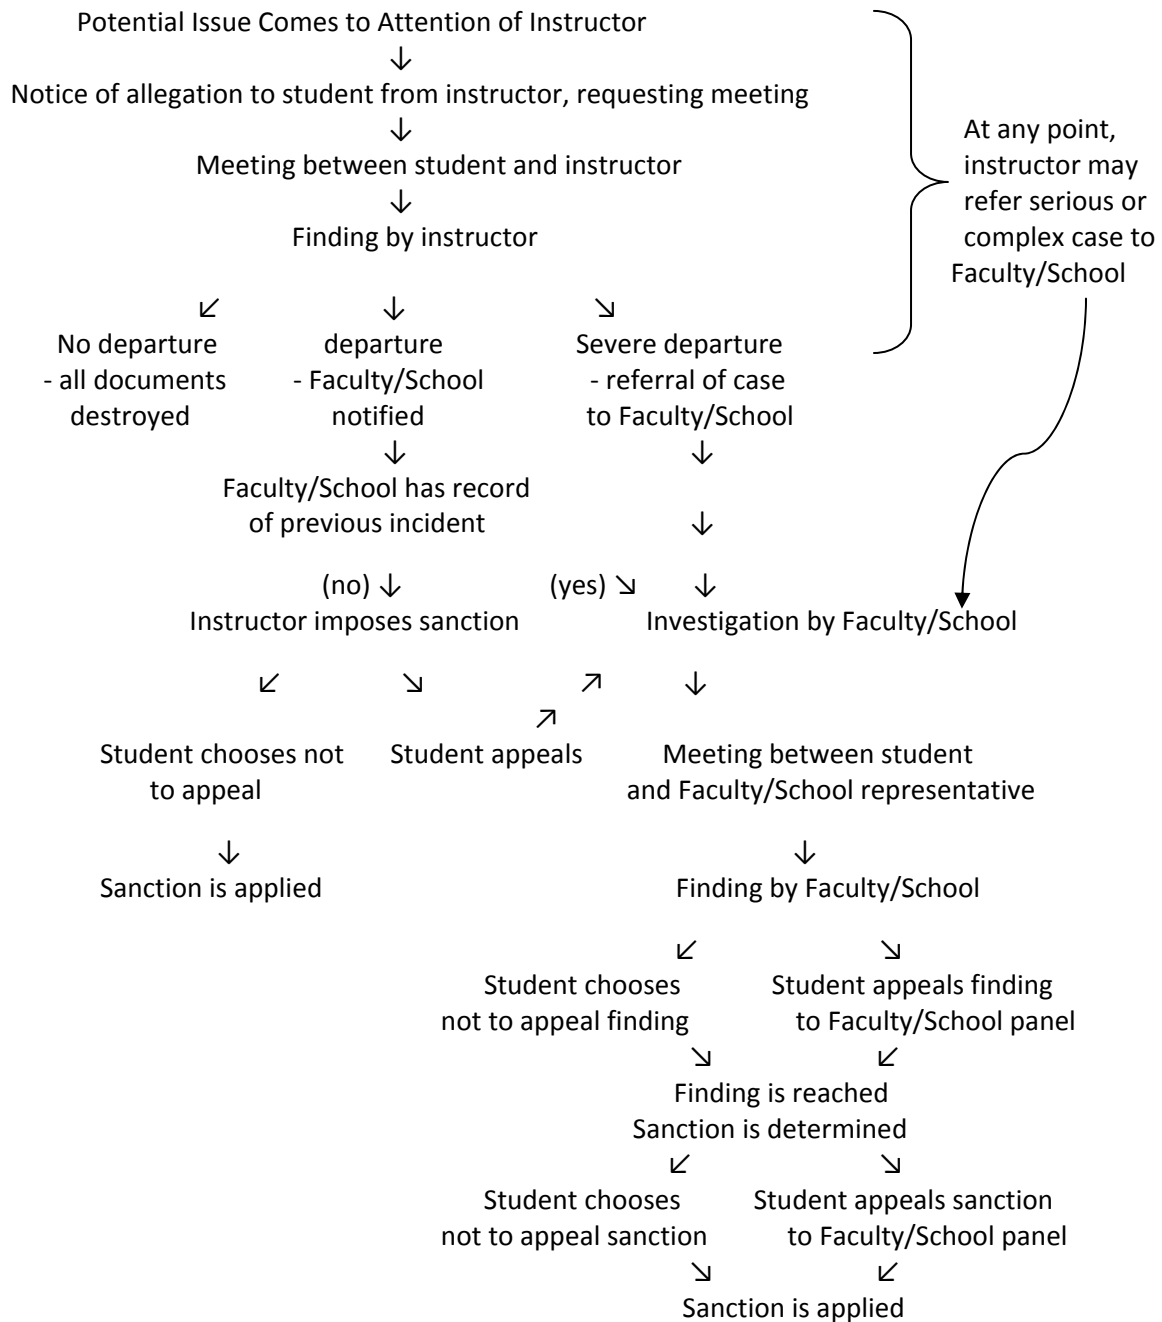 Potential Issue Comes to Attention of Instructor
↓
Notice of allegation to student from instructor, requesting meeting
↓
Meeting between student and instructor
↓
Finding by instructor
At any point,
instructor may
refer serious or
complex case to
Faculty/School
↙ ↓ ↘
No departure
- all documents
destroyed
departure
- Faculty/School
notified
Severe departure
- referral of case
to Faculty/School
↓ ↓
Faculty/School has record
of previous incident
↓
(no) ↓ (yes) ↘ ↓
Instructor imposes sanction
Investigation by Faculty/School
↙ ↘ ↗ ↓
↗
Student chooses not
to appeal
Student appeals
Meeting between student
and Faculty/School representative
↓ ↓
Sanction is applied
Finding by Faculty/School
↙ ↘
Student chooses
not to appeal finding
Student appeals finding
to Faculty/School panel
↘ ↙
Finding is reached
Sanction is determined
↙ ↘
Student chooses
not to appeal sanction
Student appeals sanction
to Faculty/School panel
↘ ↙
Sanction is applied